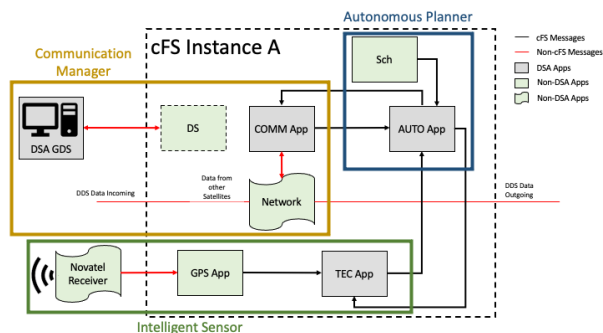 Autonomous Planner
Communication
Manager
cFS Instance A
cFS Messages
Non-cFS Messages
DSA Apps
Non-DSA Apps
Non-DSA Apps
Sch
DSA GDS
DS
COMM App
AUTO App
DDS Data Incoming
Data from
other
Satellites
Network
DDS Data
Outgoing
Novatel
Receiver
GPS App
TEC App
Intelligent Sensor